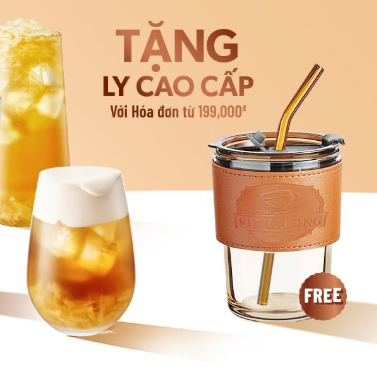 TẶNG
LY CAO CẤP
Với Hóa đơn từ 199,000đ
FREE